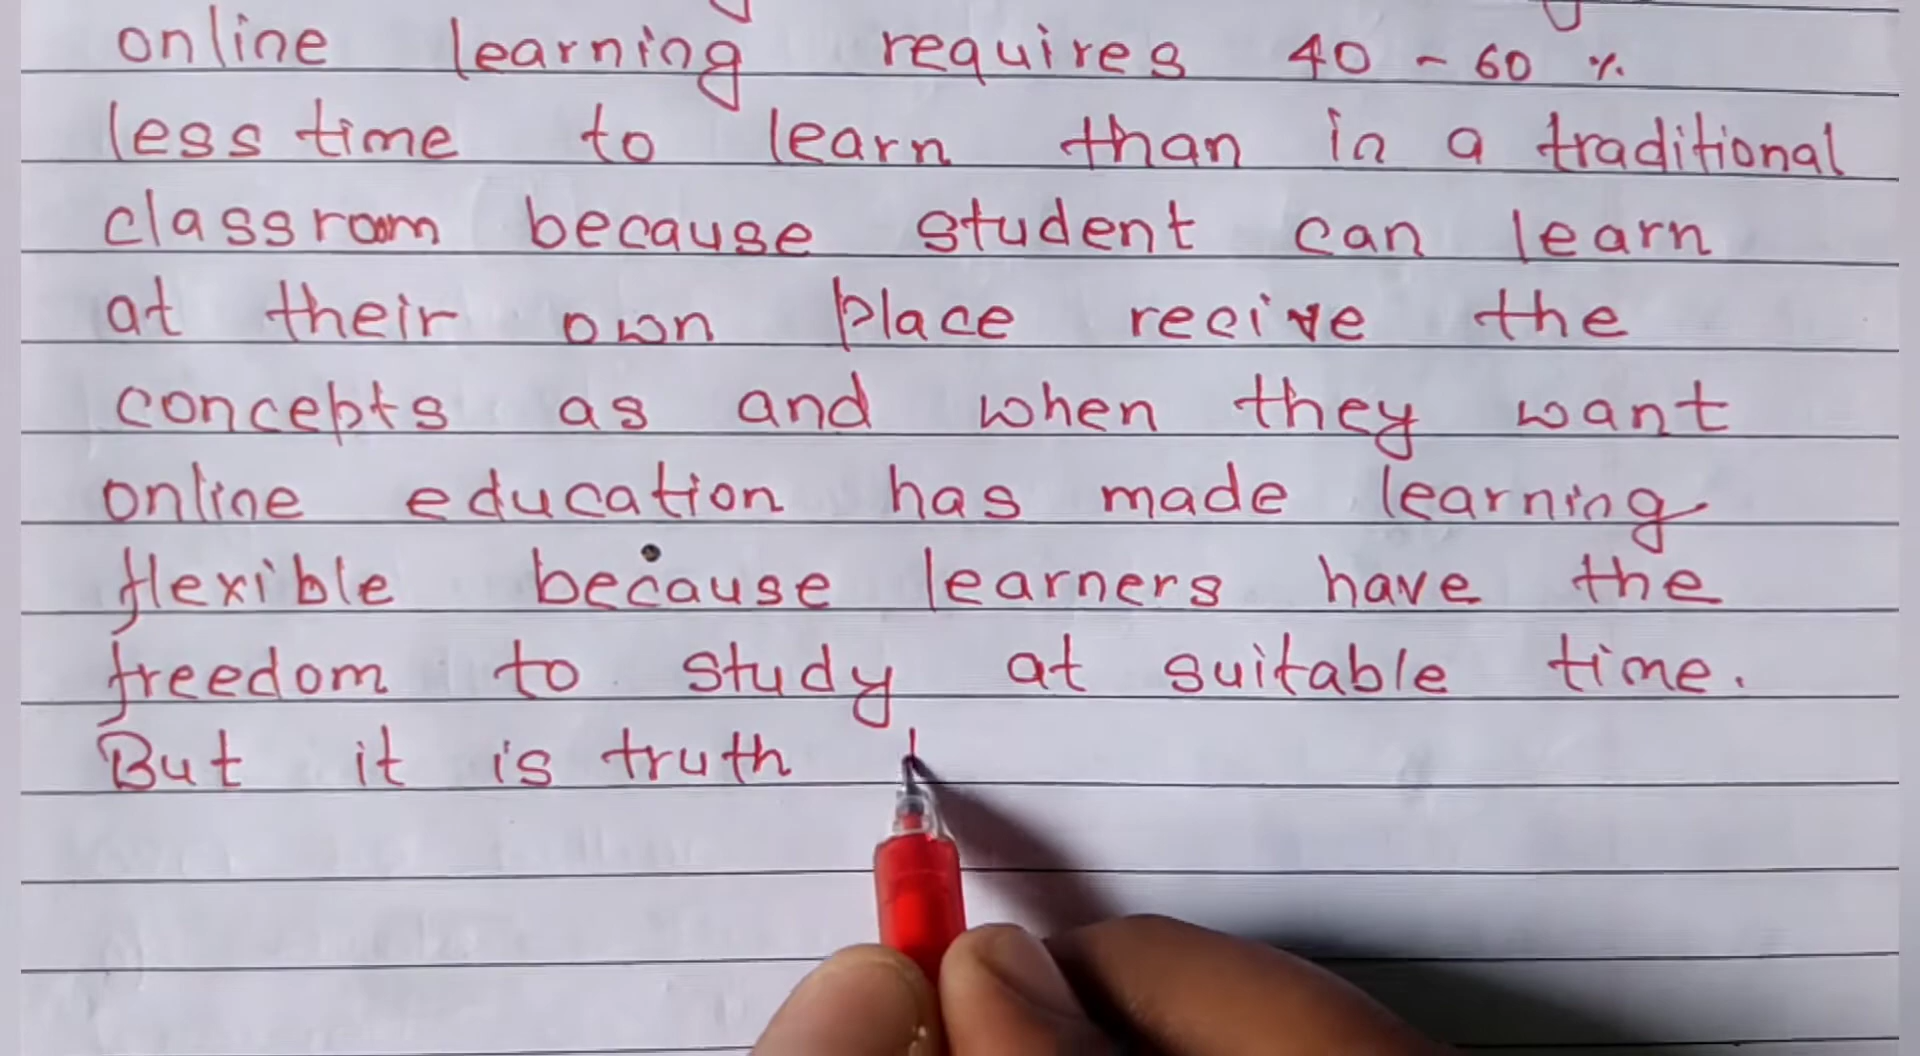 online learning requires 40 - 60 %
less time to learn than in a traditional
classroom because student can learn
at their own place recive the
concepts as and when they want
online education has made learning
flexible because learners have the
freedom to study at suitable time.
But it is truth t